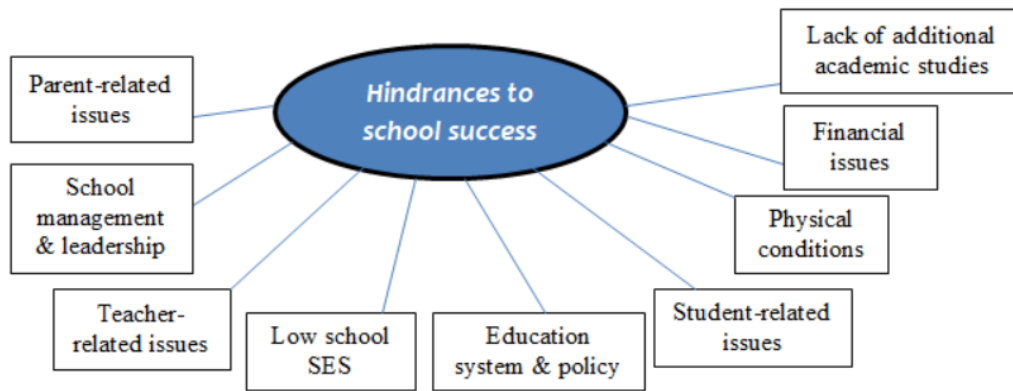 Hindrances to
school success
Parent-related
issues
School
management
& leadership
Teacher-
related issues
Low school
SES
Education
system & policy
Student-related
issues
Physical
conditions
Financial
issues
Lack of additional
academic studies